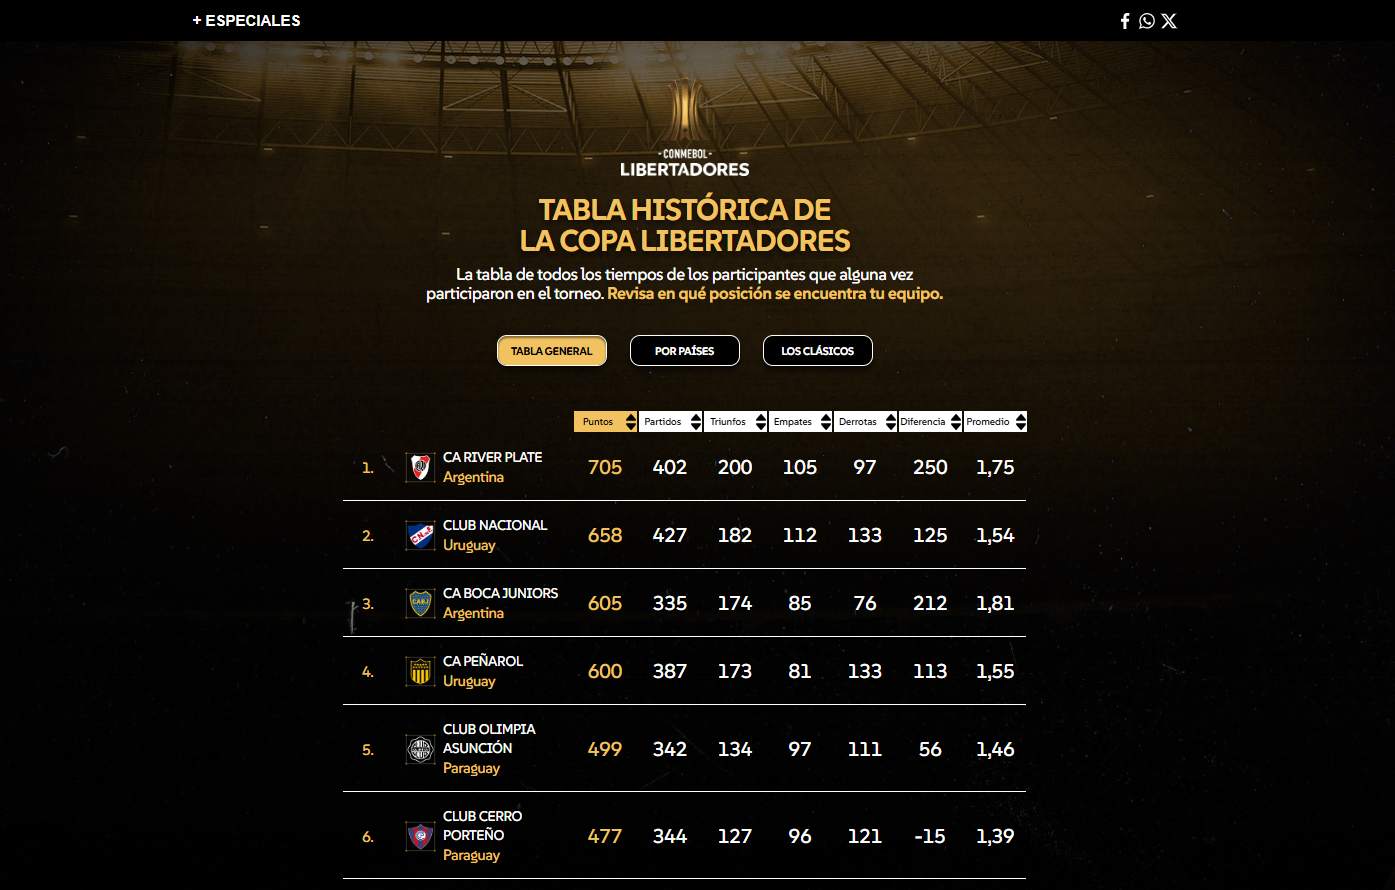 + ESPECIALES
-CONMEBOL-
LIBERTADORES
TABLA HISTÓRICA DE
LA COPA LIBERTADORES
La tabla de todos los tiempos de los participantes que alguna vez
participaron en el torneo. Revisa en qué posición se encuentra tu equipo.
TABLA GENERAL POR PAÍSES LOS CLÁSICOS
Puntos Partidos Triunfos Empates Derrotas Diferencia Promedio
1. CA RIVER PLATE 705 402 200 105 97 250 1,75
Argentina
2. CLUB NACIONAL 658 427 182 112 133 125 1,54
Uruguay
3. CA BOCA JUNIORS 605 335 174 85 76 212 1,81
Argentina
4. CA PEÑAROL 600 387 173 81 133 113 1,55
Uruguay
CLUB OLIMPIA
5. ASUNCIÓN 499 342 134 97 111 56 1,46
Paraguay
CLUB CERRO
6. PORTEÑO 477 344 127 96 121 -15 1,39
Paraguay